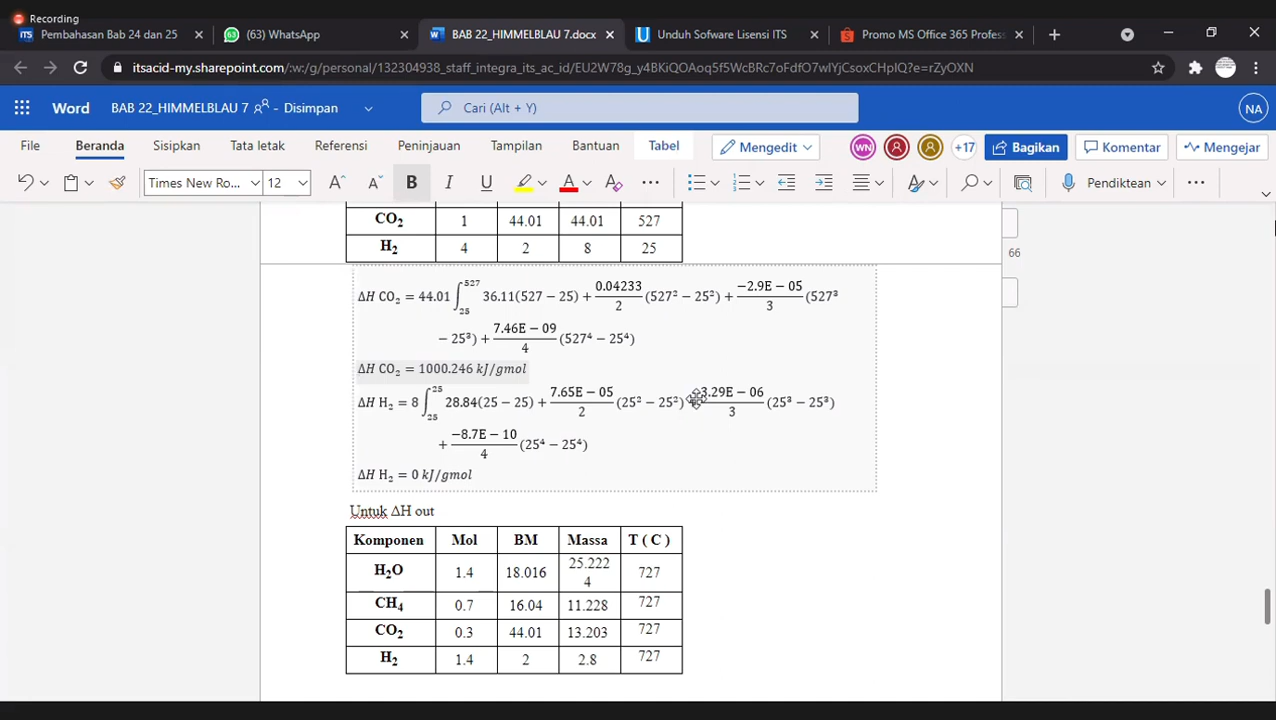 Recording
Pembahasan Bab 24 dan 25
(63) WhatsApp
BAB 22_HIMMELBLAU 7.docx
Unduh Sofware Lisensi ITS
Promo MS Office 365 Profess
itsacid-my.sharepoint.com/:w:/g/personal/132304938_staff_integra_its_ac_id/EU2W78g_y4BKiQOAoq5f5WcBRc7oFdfO7wIYjCsoxCHpIQ?e=rZyOXN
Word
BAB 22_HIMMELBLAU 7 - Disimpan
Cari (Alt + Y)
NA
File
Beranda
Sisipkan
Tata letak
Referensi
Peninjauan
Tampilan
Bantuan
Tabel
Mengedit
WN
+17
Bagikan
Komentar
Mengejar
Times New Ro...
12
B I U
A
Pendiktean
CO₂ 1 44.01 44.01 527
H₂ 4 2 8 25
66
ΔH CO₂ = 44.01 ∫₂₅⁵²⁷ 36.11(527 − 25) + 0.04233/2 (527² − 25²) + −2.9E − 05/3 (527³
− 25³) + 7.46E − 09/4 (527⁴ − 25⁴)
ΔH CO₂ = 1000.246 kJ/gmol
ΔH H₂ = 8 ∫₂₅²⁵ 28.84(25 − 25) + 7.65E − 05/2 (25² − 25²) + 3.29E − 06/3 (25³ − 25³)
+ −8.7E − 10/4 (25⁴ − 25⁴)
ΔH H₂ = 0 kJ/gmol
Untuk ΔH out
Komponen Mol BM Massa T ( C )
H₂O 1.4 18.016 25.2224 727
CH₄ 0.7 16.04 11.228 727
CO₂ 0.3 44.01 13.203 727
H₂ 1.4 2 2.8 727